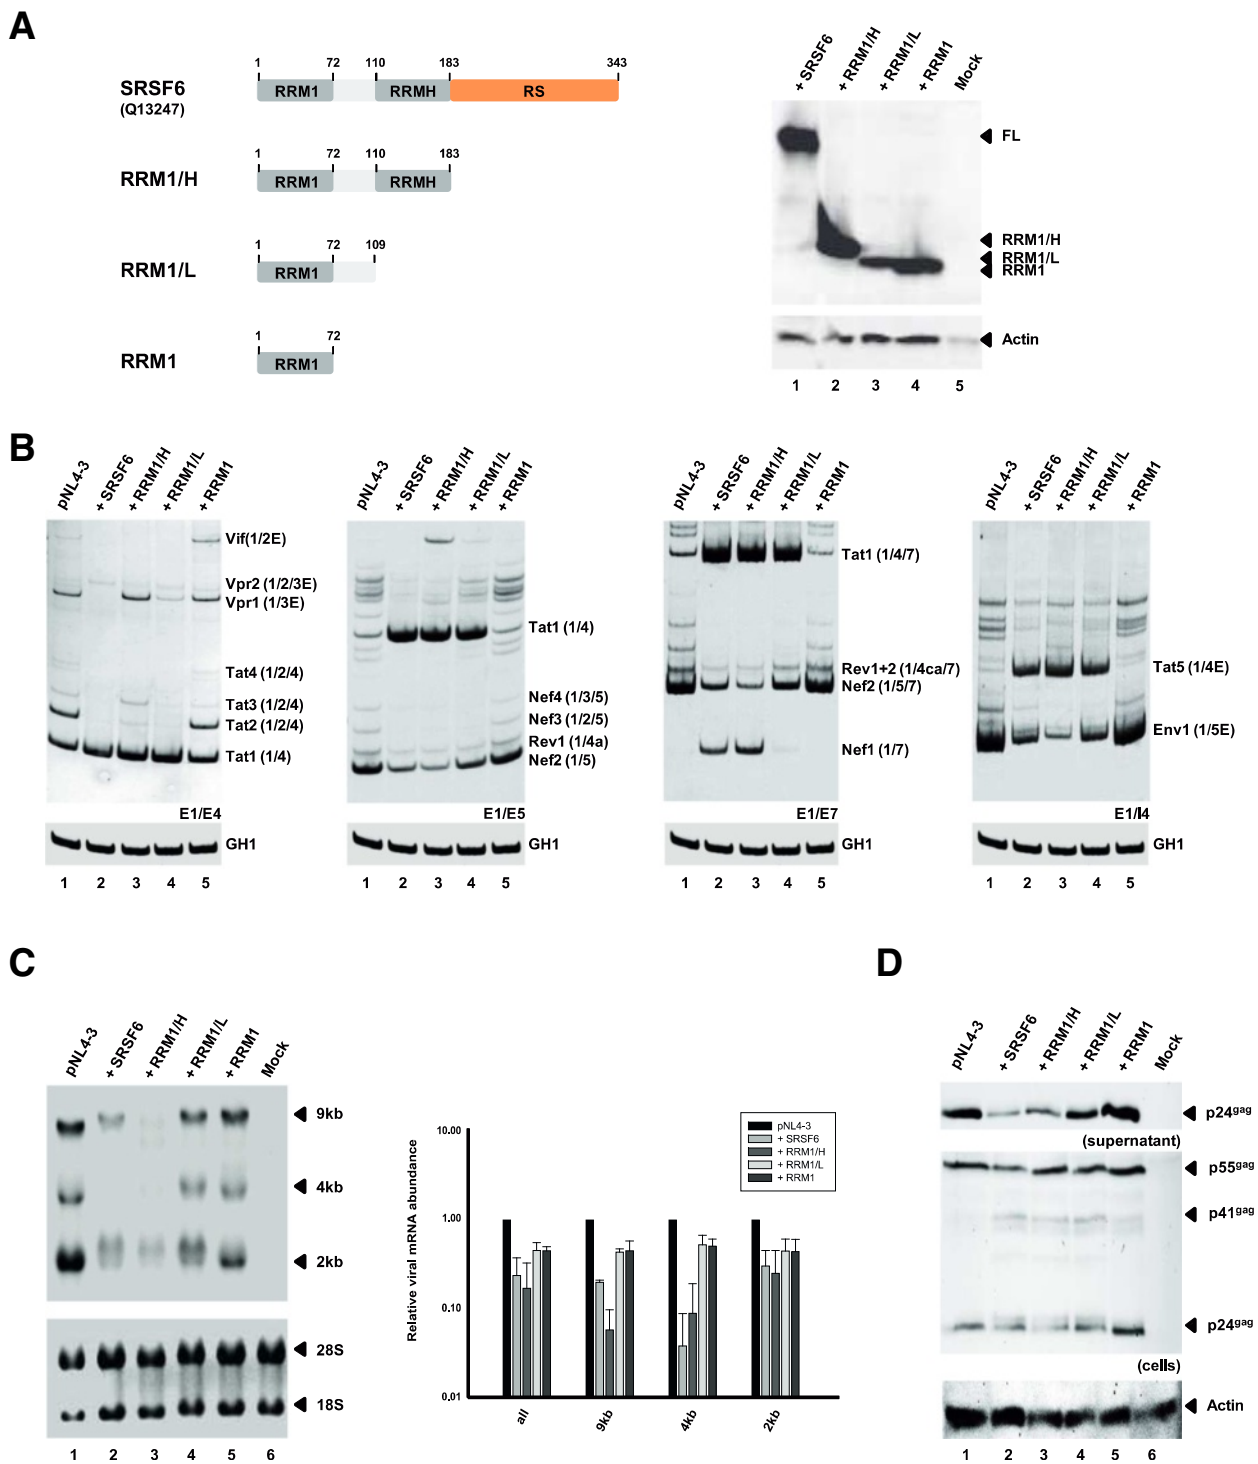 A
SRSF6
(Q13247)
1 72 110 183 343
RRM1 RRMH RS
RRM1/H
1 72 110 183
RRM1 RRMH
RRM1/L
1 72 109
RRM1
RRM1
1 72
RRM1
+ SRSF6 + RRM1/H + RRM1/L + RRM1 Mock
FL
RRM1/H
RRM1/L
RRM1
Actin
1 2 3 4 5
B
pNL4-3 + SRSF6 + RRM1/H + RRM1/L + RRM1
Vif(1/2E)
Vpr2 (1/2/3E)
Vpr1 (1/3E)
Tat4 (1/2/4)
Tat3 (1/2/4)
Tat2 (1/2/4)
Tat1 (1/4)
E1/E4
GH1
1 2 3 4 5
pNL4-3 + SRSF6 + RRM1/H + RRM1/L + RRM1
Tat1 (1/4)
Nef4 (1/3/5)
Nef3 (1/2/5)
Rev1 (1/4a)
Nef2 (1/5)
E1/E5
GH1
1 2 3 4 5
pNL4-3 + SRSF6 + RRM1/H + RRM1/L + RRM1
Tat1 (1/4/7)
Rev1+2 (1/4ca/7)
Nef2 (1/5/7)
Nef1 (1/7)
E1/E7
GH1
1 2 3 4 5
pNL4-3 + SRSF6 + RRM1/H + RRM1/L + RRM1
Tat5 (1/4E)
Env1 (1/5E)
E1/I4
GH1
1 2 3 4 5
C
pNL4-3 + SRSF6 + RRM1/H + RRM1/L + RRM1 Mock
9kb
4kb
2kb
28S
18S
1 2 3 4 5 6
Relative viral mRNA abundance
10.00
1.00
0.10
0.01
pNL4-3
+ SRSF6
+ RRM1/H
+ RRM1/L
+ RRM1
all 9kb 4kb 2kb
D
pNL4-3 + SRSF6 + RRM1/H + RRM1/L + RRM1 Mock
p24gag
(supernatant)
p55gag
p41gag
p24gag
(cells)
Actin
1 2 3 4 5 6